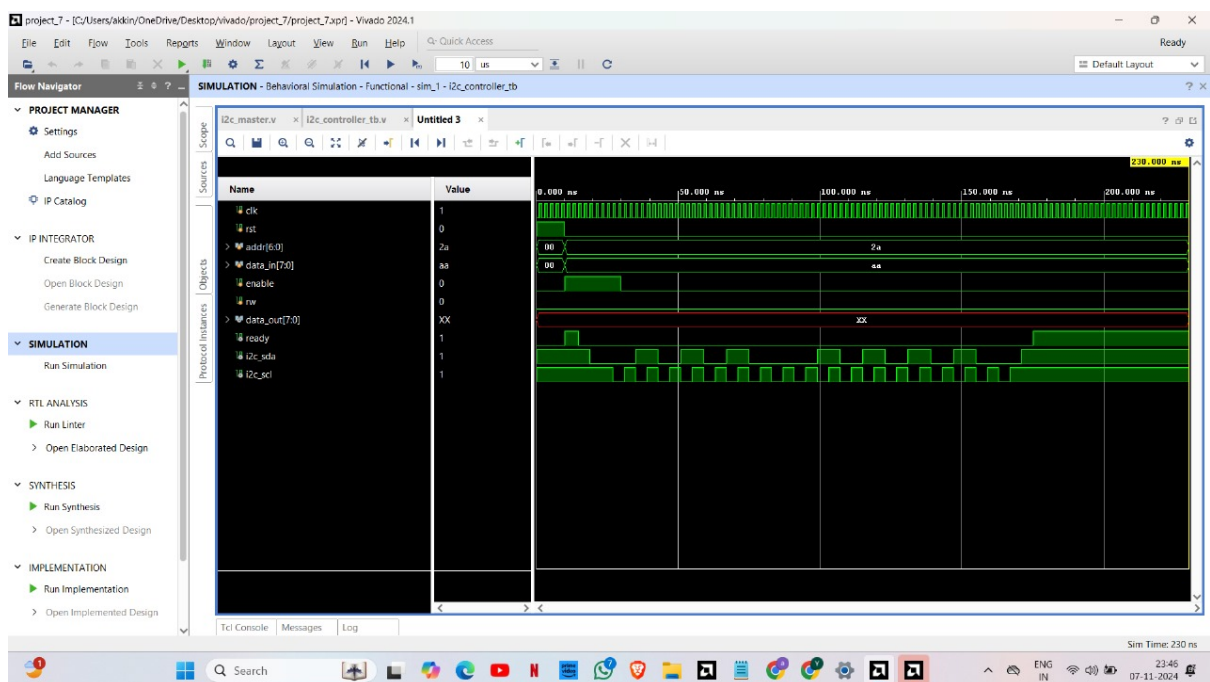 project_7 - [C:/Users/akkin/OneDrive/Desktop/vivado/project_7/project_7.xpr] - Vivado 2024.1
File Edit Flow Tools Reports Window Layout View Run Help Q- Quick Access Ready
10 us Default Layout
Flow Navigator ? SIMULATION - Behavioral Simulation - Functional - sim_1 - i2c_controller_tb ? X
PROJECT MANAGER
Settings
Add Sources
Language Templates
IP Catalog
IP INTEGRATOR
Create Block Design
Open Block Design
Generate Block Design
SIMULATION
Run Simulation
RTL ANALYSIS
Run Linter
Open Elaborated Design
SYNTHESIS
Run Synthesis
Open Synthesized Design
IMPLEMENTATION
Run Implementation
Open Implemented Design
Scope
Sources
Objects
Protocol Instances
i2c_master.v × i2c_controller_tb.v × Untitled 3 ×
230.000 ns
Name Value 0.000 ns 50.000 ns 100.000 ns 150.000 ns 200.000 ns
clk 1
rst 0
addr[6:0] 2a 00 2a
data_in[7:0] aa 00 aa
enable 0
rw 0
data_out[7:0] XX XX
ready 1
i2c_sda 1
i2c_scl 1
Tcl Console Messages Log
Sim Time: 230 ns
1 Search prime video ENG 23:46
IN 07-11-2024